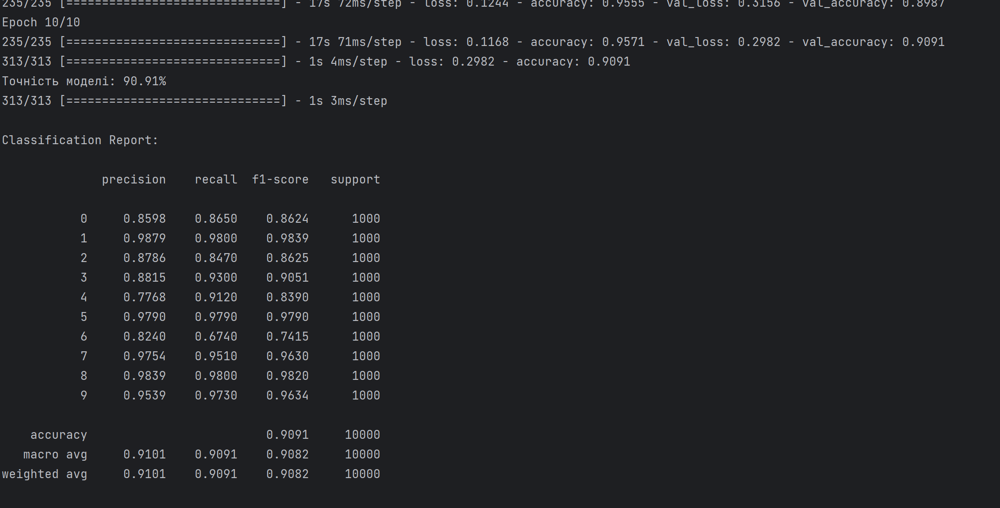 235/235 [==============================] - 17s 72ms/step - loss: 0.1244 - accuracy: 0.9555 - val_loss: 0.3156 - val_accuracy: 0.8987
Epoch 10/10
235/235 [==============================] - 17s 71ms/step - loss: 0.1168 - accuracy: 0.9571 - val_loss: 0.2982 - val_accuracy: 0.9091
313/313 [==============================] - 1s 4ms/step - loss: 0.2982 - accuracy: 0.9091
Точність моделі: 90.91%
313/313 [==============================] - 1s 3ms/step
Classification Report:
precision recall f1-score support
0 0.8598 0.8650 0.8624 1000
1 0.9879 0.9800 0.9839 1000
2 0.8786 0.8470 0.8625 1000
3 0.8815 0.9300 0.9051 1000
4 0.7768 0.9120 0.8390 1000
5 0.9790 0.9790 0.9790 1000
6 0.8240 0.6740 0.7415 1000
7 0.9754 0.9510 0.9630 1000
8 0.9839 0.9800 0.9820 1000
9 0.9539 0.9730 0.9634 1000
accuracy 0.9091 10000
macro avg 0.9101 0.9091 0.9082 10000
weighted avg 0.9101 0.9091 0.9082 10000